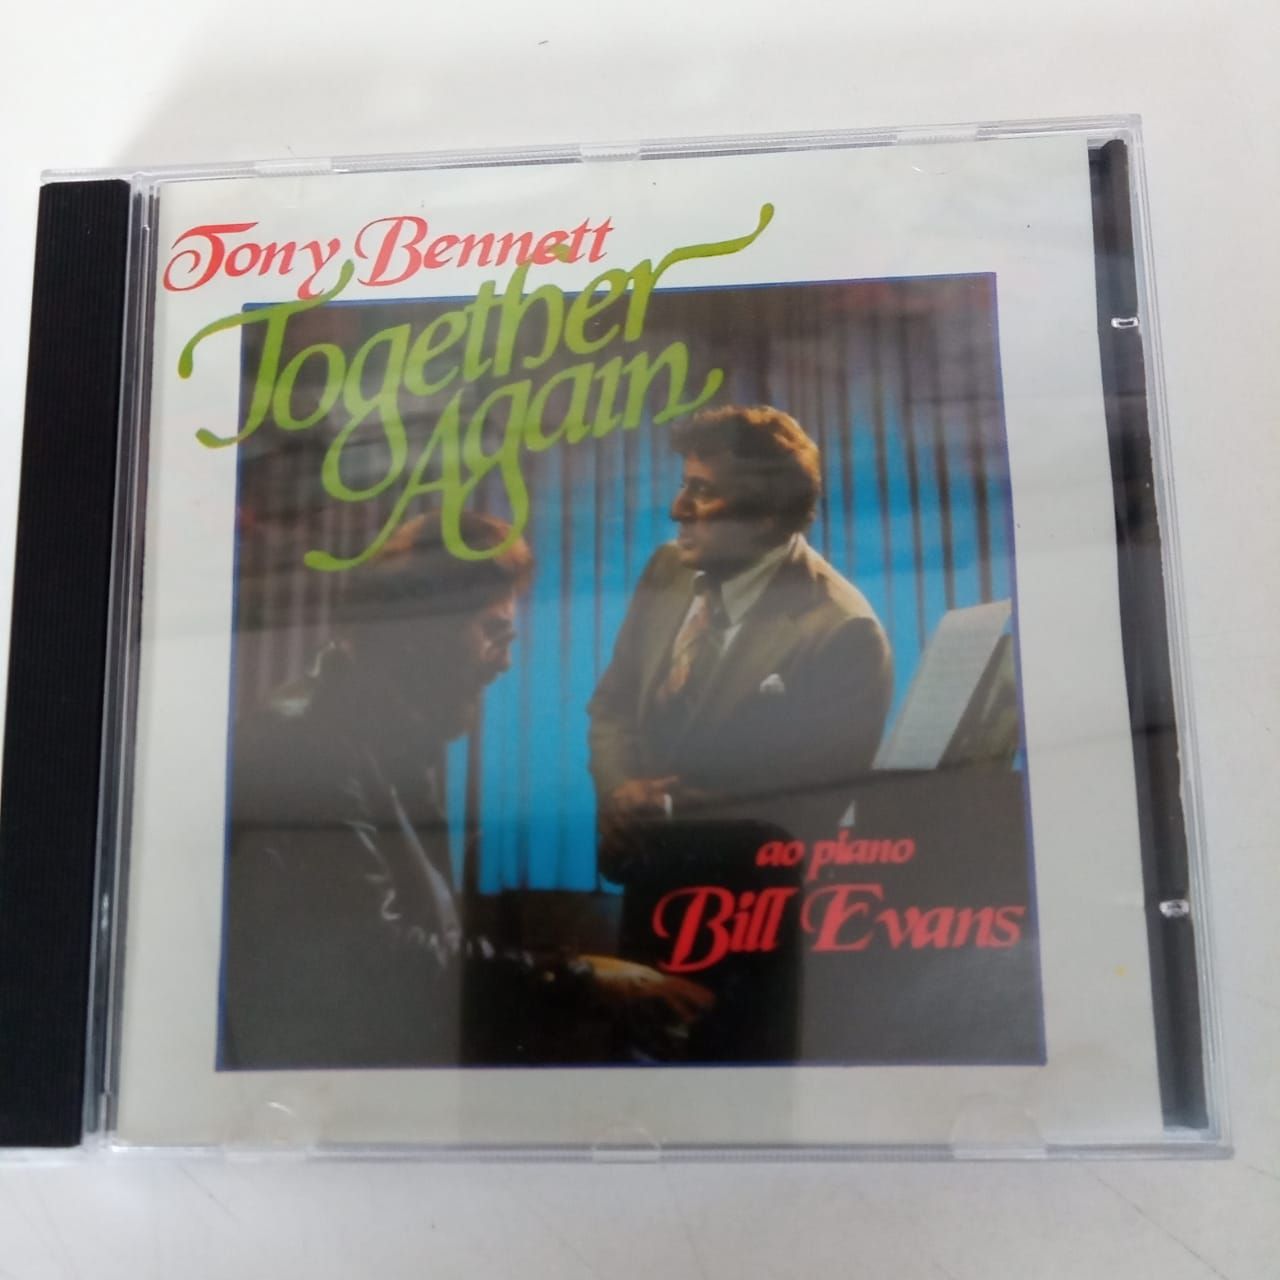 Tony Bennett
Together
Again
ao piano
Bill Evans